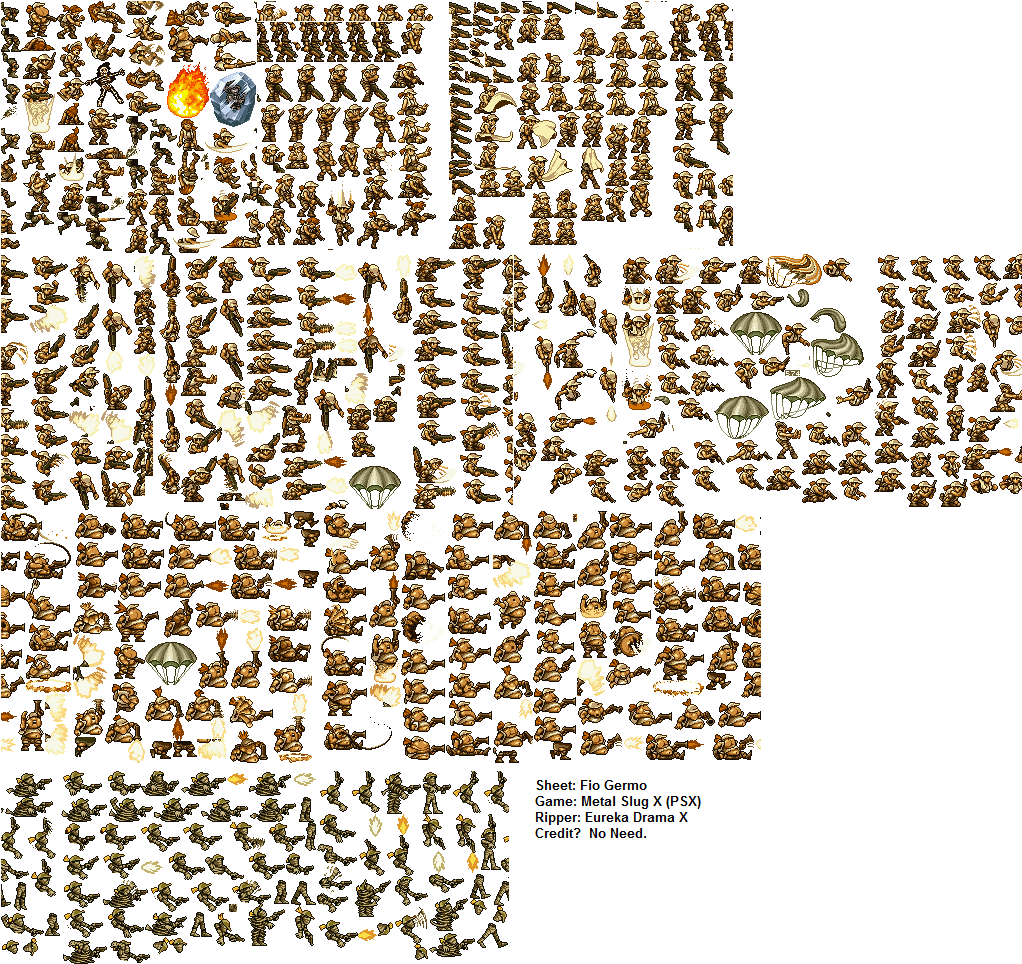 Sheet: Fio Germo
Game: Metal Slug X (PSX)
Ripper: Eureka Drama X
Credit?  No Need.